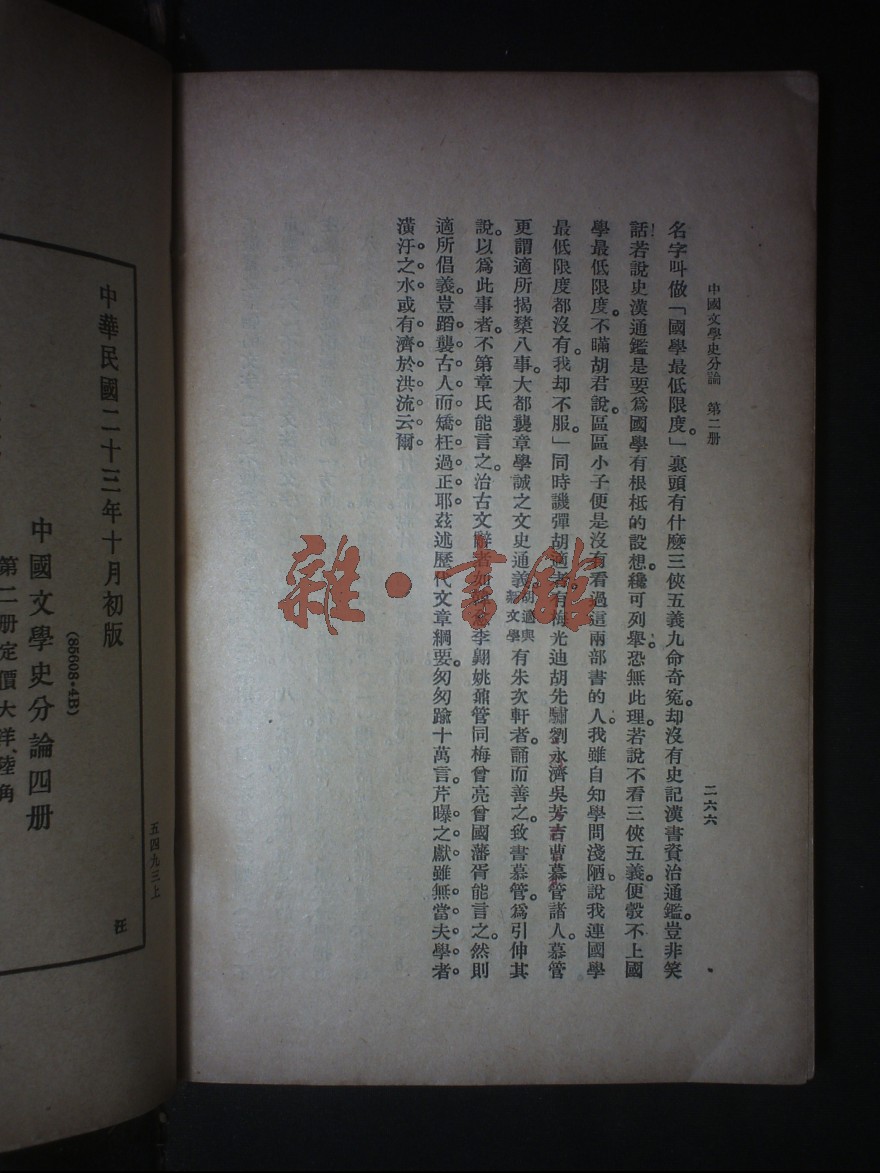 中國文學史分論　第二册
二六六
名字叫做「國學最低限度。」裏頭有什麽三俠五義九命奇寃。却沒有史記漢書資治通鑑。豈非笑
話!若說史漢通鑑是要爲國學有根柢的設想。纔可列舉。恐無此理。若說不看三俠五義。便彀不上國
學最低限度。不瞞胡君說。區區小子便是沒有看過這兩部書的人。我雖自知學問淺陋。說我連國學
最低限度都沒有。我却不服。」同時譏彈胡適者。有梅光迪胡先驌劉永濟吳芳吉曹慕管諸人。慕管
更謂適所揭櫫八事。大都襲章學誠之文史通義。胡適與新文學有朱次軒者。誦而善之。致書慕管。爲引伸其
說。以爲此事者。不第章氏能言之。治古文辭者如李翺姚鼐管同梅曾亮曾國藩胥能言之。然則
適所倡義。豈蹈襲古人而矯枉過正耶。茲述歷代文章綱要。匆匆踰十萬言。芹曝之獻雖無當夫學者。
潢汙之水或有濟於洪流云爾
中華民國二十三年十月初版
(85608·4B)
中國文學史分論四册
第二册定價大洋陸角
五四九三上
汪
雜·書館